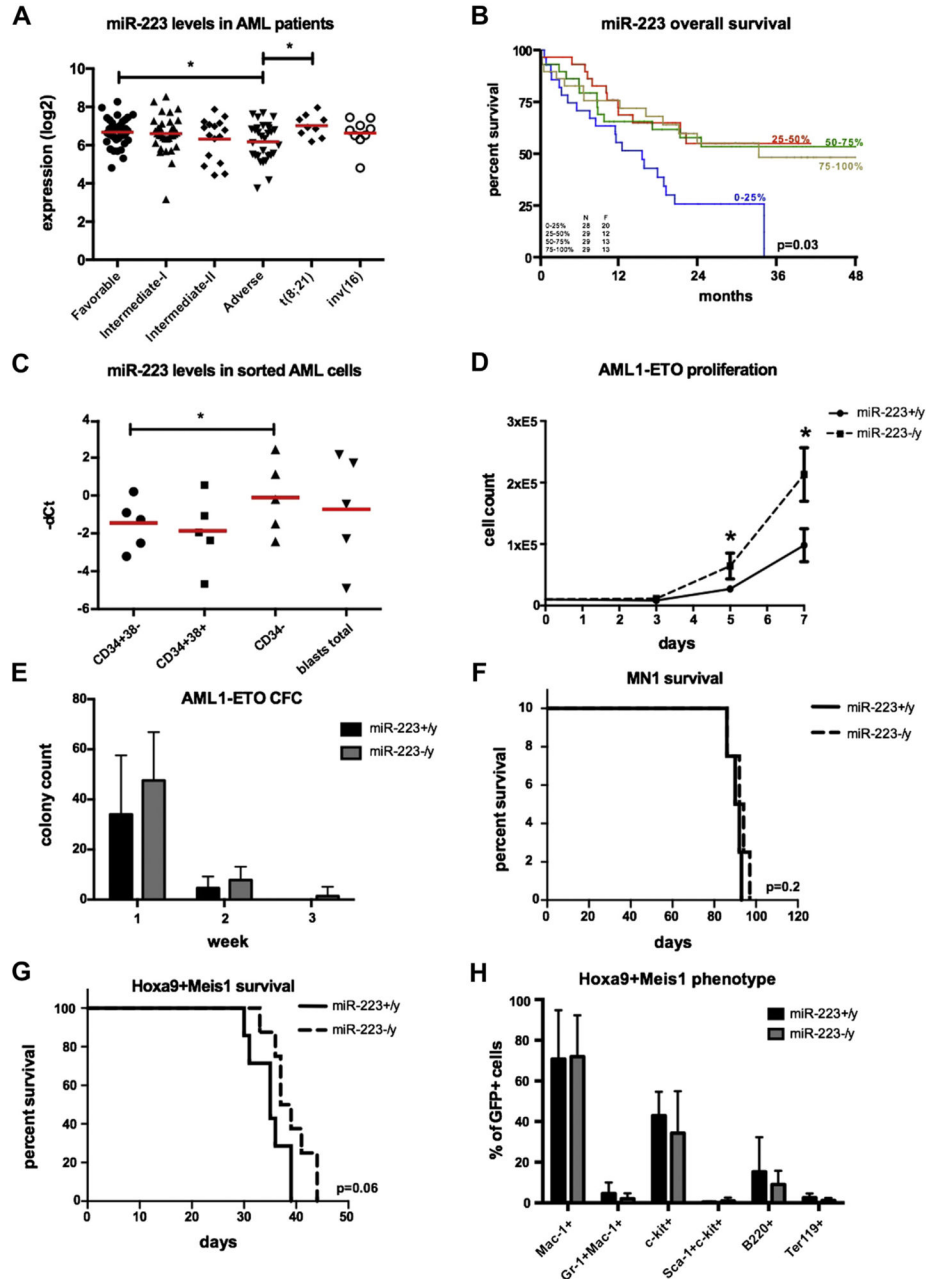 A
miR-223 levels in AML patients
expression (log2)
10
8
6
4
2
0
*
*
Favorable
Intermediate-I
Intermediate-II
Adverse
t(8;21)
inv(16)
B
miR-223 overall survival
percent survival
100
75
50
25
0
25-50%
50-75%
75-100%
0-25%
N F
0-25% 28 20
25-50% 29 12
50-75% 29 13
75-100% 29 13
p=0.03
0 12 24 36 48
months
C
miR-223 levels in sorted AML cells
-dCt
4
2
0
-2
-4
-6
*
CD34+38-
CD34+38+
CD34-
blasts total
D
AML1-ETO proliferation
cell count
3xE5
2xE5
1xE5
0
miR-223+/y
miR-223-/y
*
*
0 1 2 3 4 5 6 7
days
E
AML1-ETO CFC
colony count
80
60
40
20
0
miR-223+/y
miR-223-/y
1 2 3
week
F
MN1 survival
percent survival
10
8
6
4
2
0
miR-223+/y
miR-223-/y
p=0.2
0 20 40 60 80 100 120
days
G
Hoxa9+Meis1 survival
percent survival
100
80
60
40
20
0
miR-223+/y
miR-223-/y
p=0.06
0 10 20 30 40 50
days
H
Hoxa9+Meis1 phenotype
% of GFP+ cells
100
80
60
40
20
0
miR-223+/y
miR-223-/y
Mac-1+
Gr-1+Mac-1+
c-kit+
Sca-1+c-kit+
B220+
Ter119+